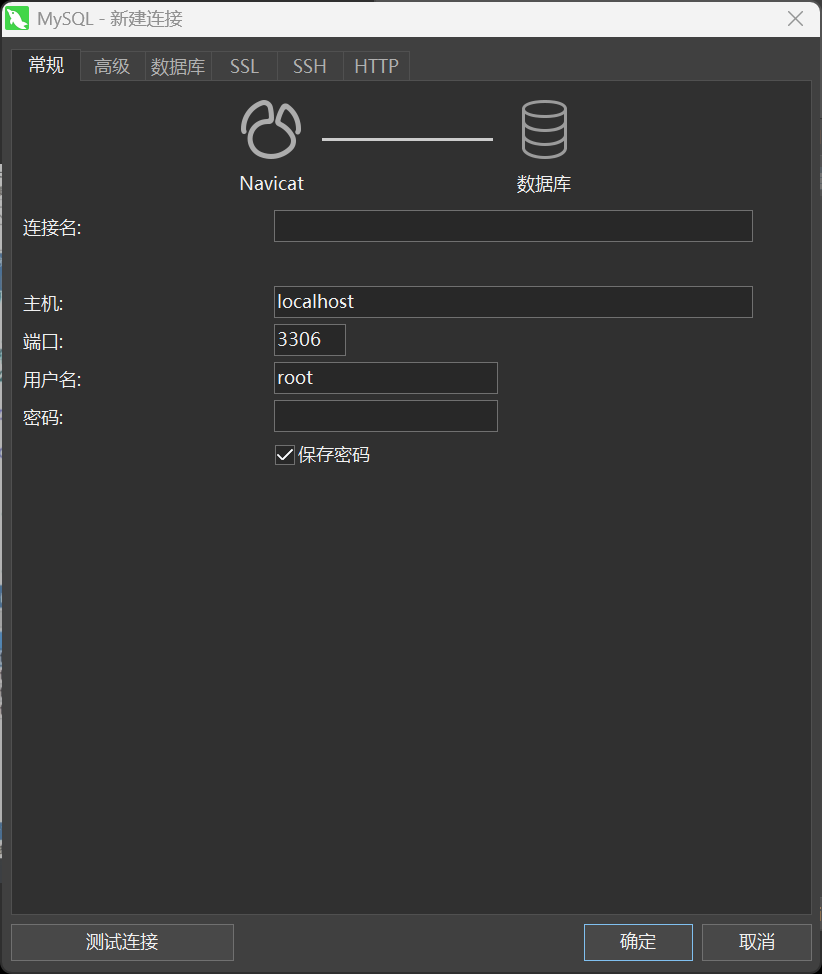 MySQL - 新建连接
常规 高级 数据库 SSL SSH HTTP
Navicat 数据库
连接名:
主机: localhost
端口: 3306
用户名: root
密码:
保存密码
测试连接 确定 取消